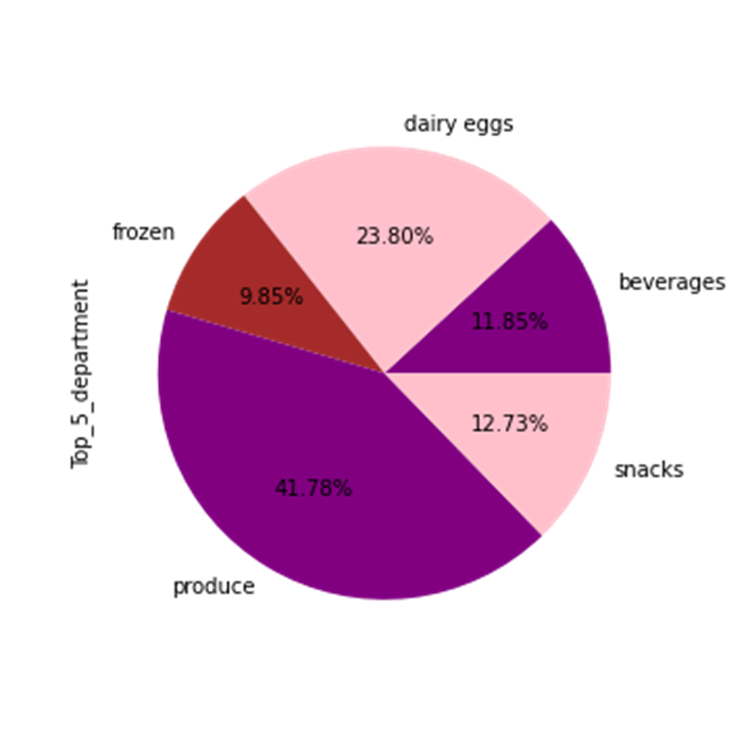 dairy eggs
23.80%
frozen
9.85%
beverages
11.85%
Top_5_department
12.73%
snacks
41.78%
produce